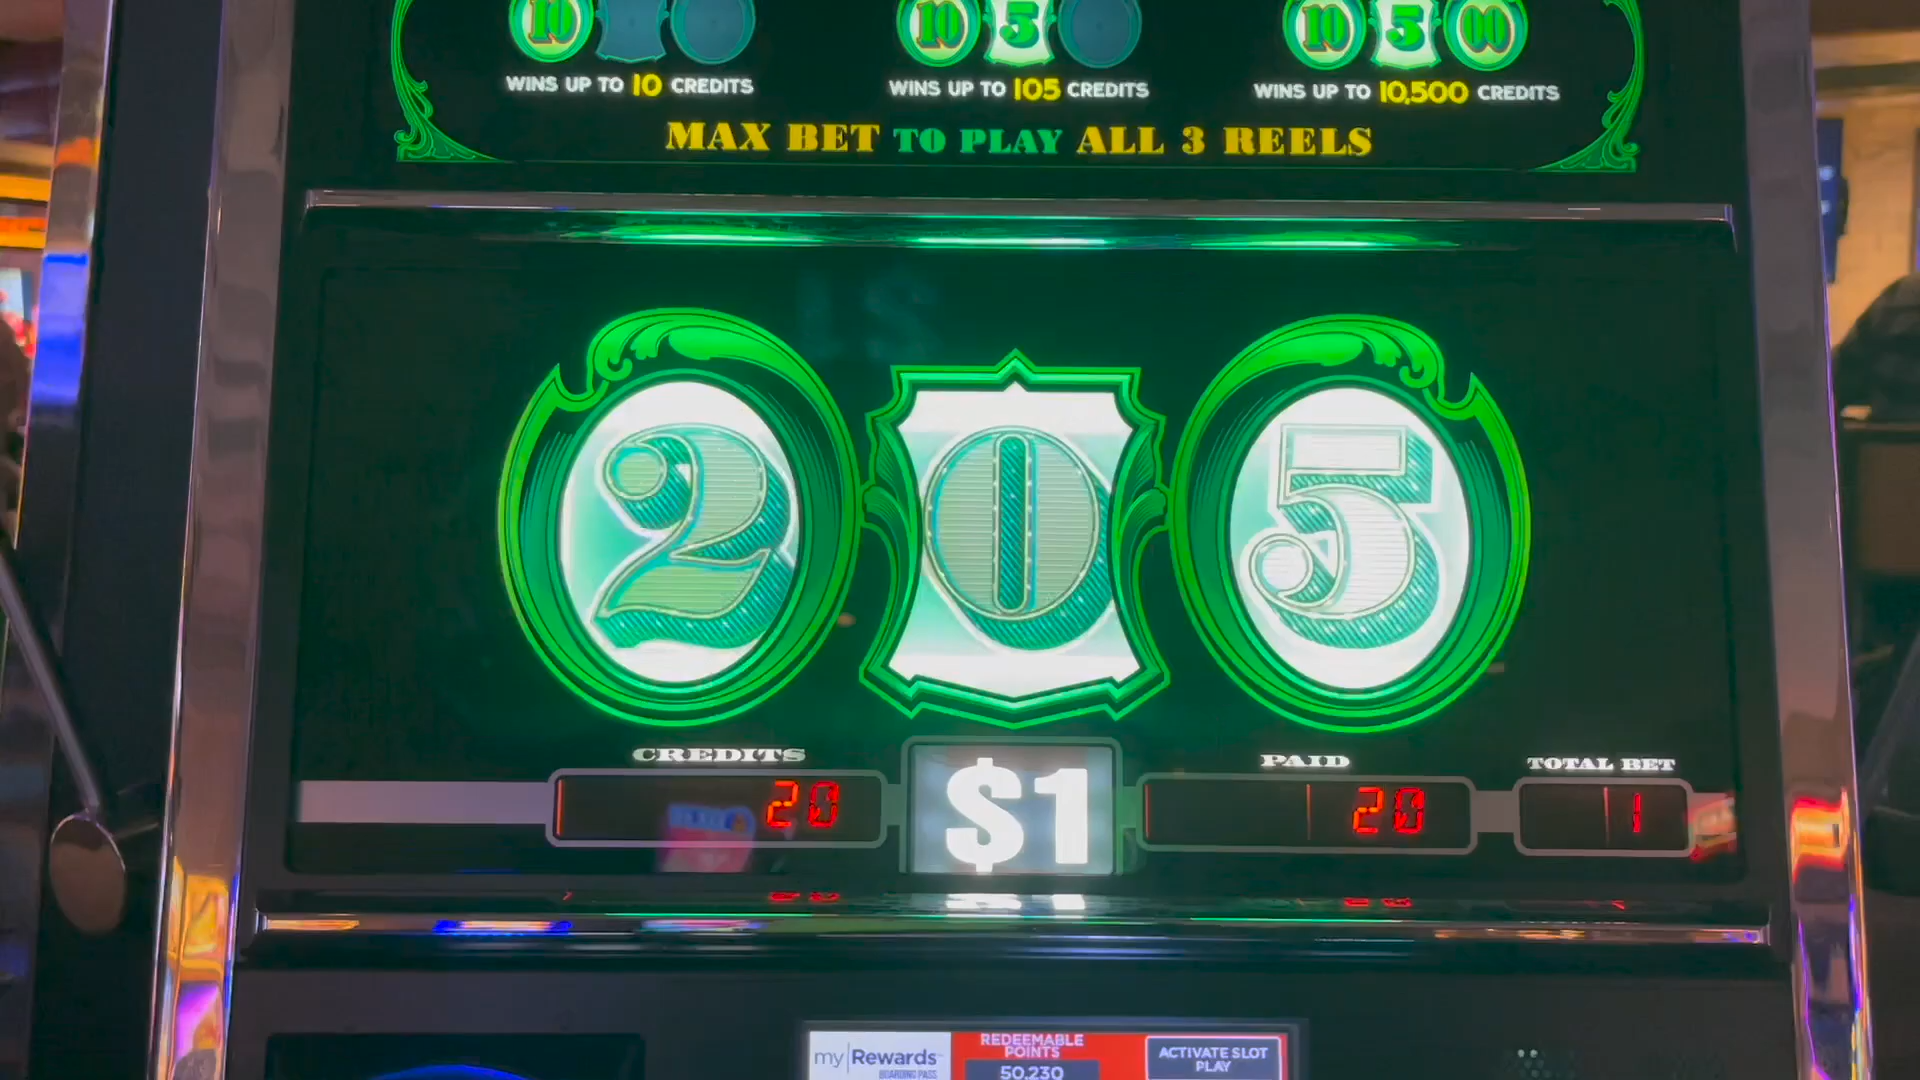 10 10 5 10 5 00
WINS UP TO 10 CREDITS WINS UP TO 105 CREDITS WINS UP TO 10,500 CREDITS
MAX BET TO PLAY ALL 3 REELS
2 0 5
CREDITS PAID TOTAL BET
20 $1 20 1
my|Rewards
BOARDING PASS
REDEEMABLE
POINTS
50,230
ACTIVATE SLOT
PLAY